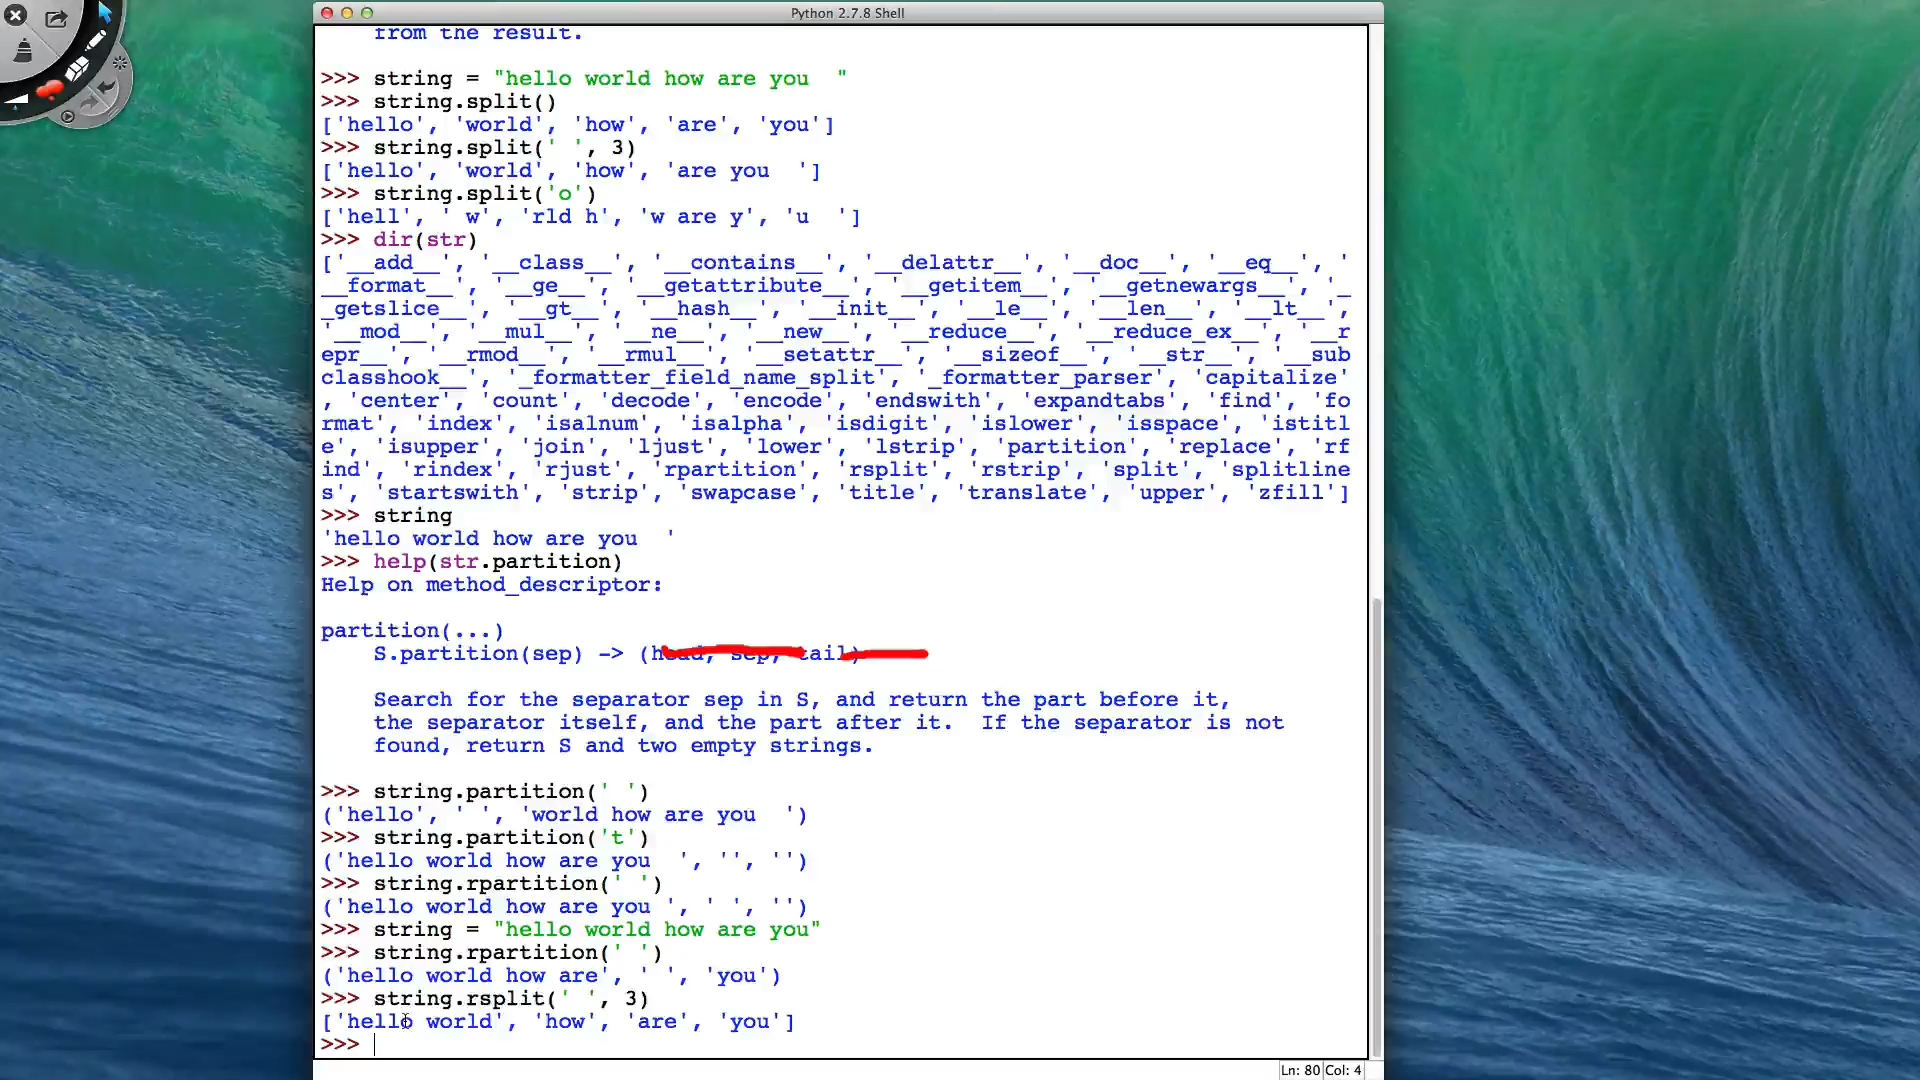 Python 2.7.8 Shell
from the result.
>>> string = "hello world how are you  "
>>> string.split()
['hello', 'world', 'how', 'are', 'you']
>>> string.split(' ', 3)
['hello', 'world', 'how', 'are you  ']
>>> string.split('o')
['hell', ' w', 'rld h', 'w are y', 'u  ']
>>> dir(str)
['__add__', '__class__', '__contains__', '__delattr__', '__doc__', '__eq__', '
__format__', '__ge__', '__getattribute__', '__getitem__', '__getnewargs__', '_
_getslice__', '__gt__', '__hash__', '__init__', '__le__', '__len__', '__lt__',
'__mod__', '__mul__', '__ne__', '__new__', '__reduce__', '__reduce_ex__', '__r
epr__', '__rmod__', '__rmul__', '__setattr__', '__sizeof__', '__str__', '__sub
classhook__', '_formatter_field_name_split', '_formatter_parser', 'capitalize'
, 'center', 'count', 'decode', 'encode', 'endswith', 'expandtabs', 'find', 'fo
rmat', 'index', 'isalnum', 'isalpha', 'isdigit', 'islower', 'isspace', 'istitl
e', 'isupper', 'join', 'ljust', 'lower', 'lstrip', 'partition', 'replace', 'rf
ind', 'rindex', 'rjust', 'rpartition', 'rsplit', 'rstrip', 'split', 'splitline
s', 'startswith', 'strip', 'swapcase', 'title', 'translate', 'upper', 'zfill']
>>> string
'hello world how are you  '
>>> help(str.partition)
Help on method_descriptor:
partition(...)
S.partition(sep) -> (head, sep, tail)
Search for the separator sep in S, and return the part before it,
the separator itself, and the part after it.  If the separator is not
found, return S and two empty strings.
>>> string.partition(' ')
('hello', ' ', 'world how are you  ')
>>> string.partition('t')
('hello world how are you  ', '', '')
>>> string.rpartition(' ')
('hello world how are you ', ' ', '')
>>> string = "hello world how are you"
>>> string.rpartition(' ')
('hello world how are', ' ', 'you')
>>> string.rsplit(' ', 3)
['hello world', 'how', 'are', 'you']
>>>
Ln: 80 Col: 4